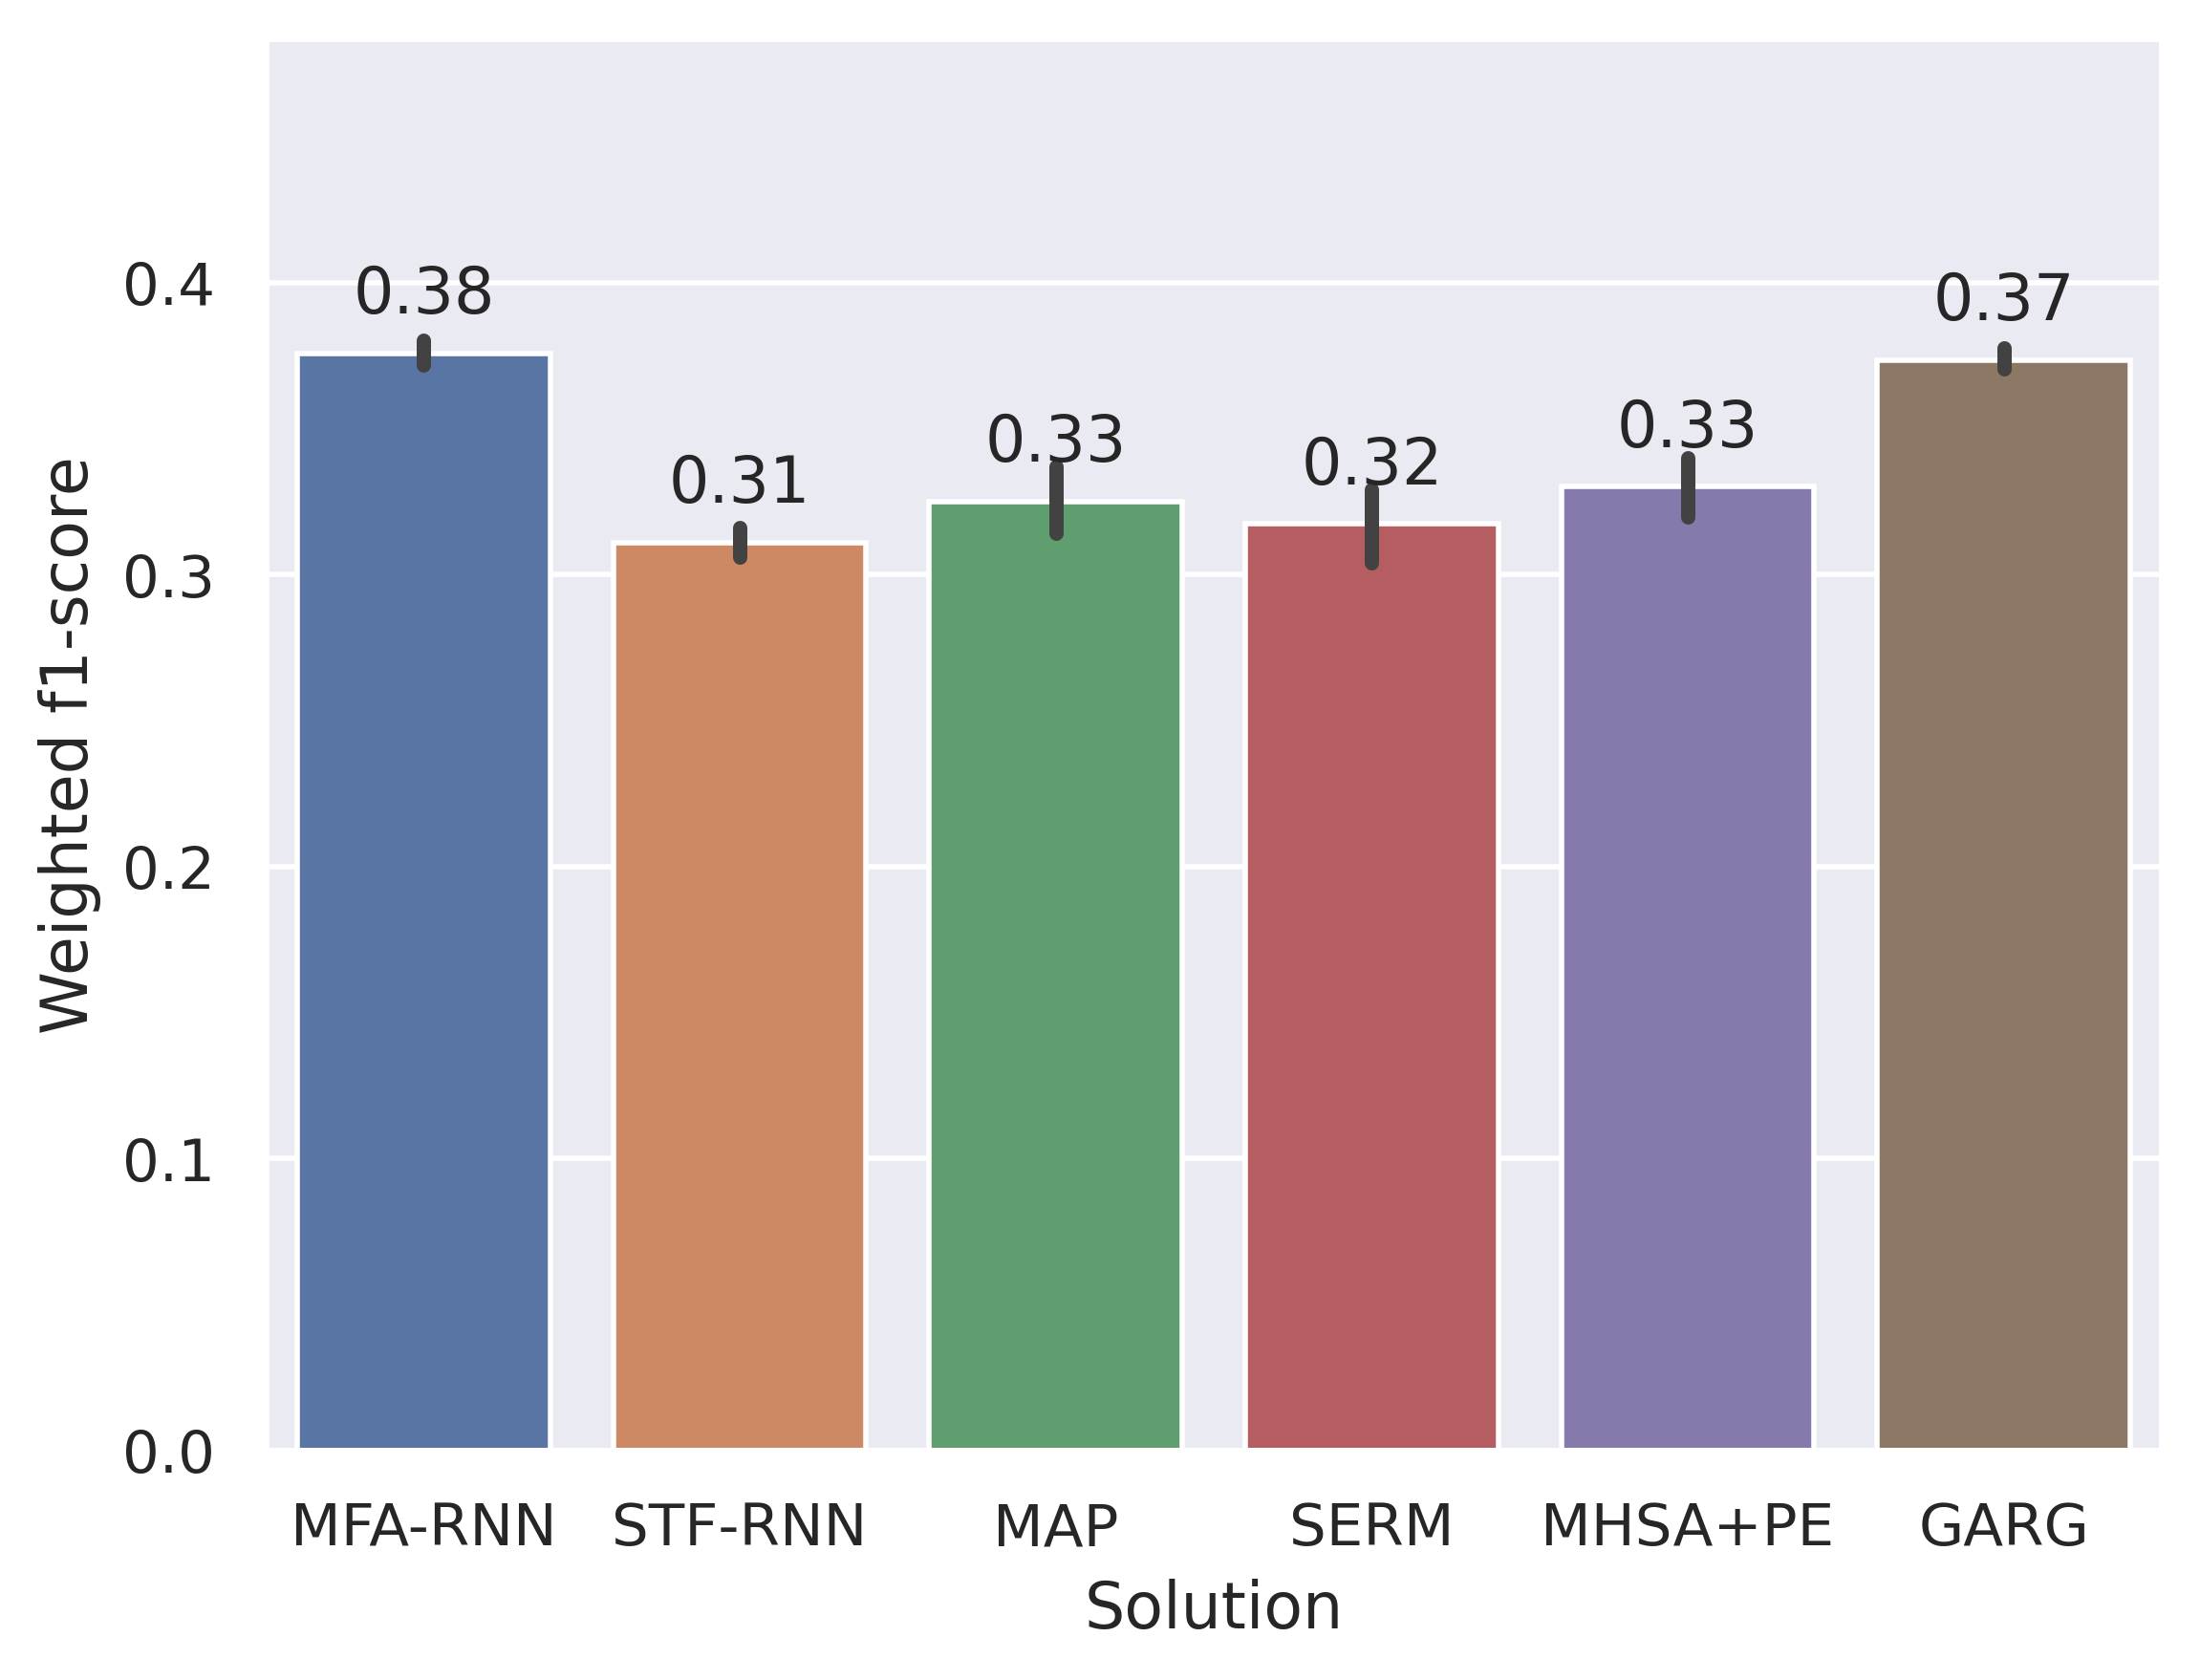 Weighted f1-score
0.4
0.3
0.2
0.1
0.0
0.38
0.31
0.33
0.32
0.33
0.37
MFA-RNN
STF-RNN
MAP
SERM
MHSA+PE
GARG
Solution